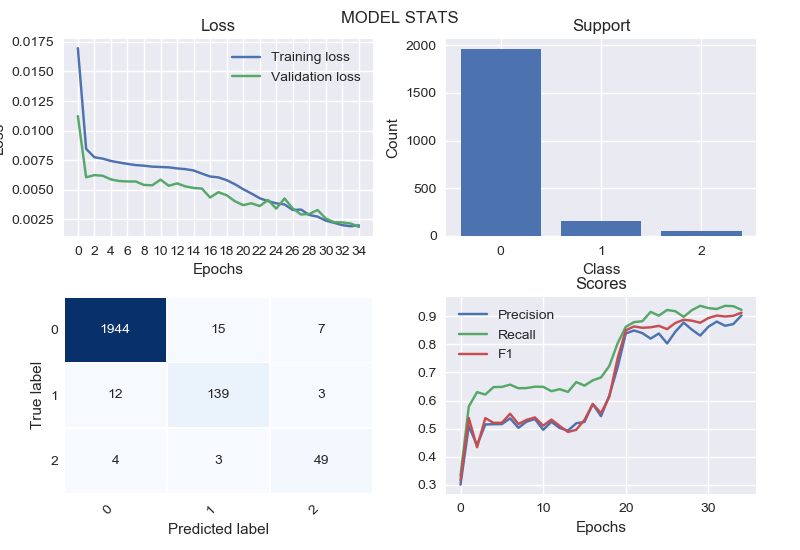 MODEL STATS
Loss
0.0175
0.0150
0.0125
0.0100
0.0075
0.0050
0.0025
Loss
Training loss
Validation loss
0 2 4 6 8 10 12 14 16 18 20 22 24 26 28 30 32 34
Epochs
Support
2000
1500
1000
500
0
Count
0 1 2
Class
True label
0 1944 15 7
1 12 139 3
2 4 3 49
0 1 2
Predicted label
Scores
0.9
0.8
0.7
0.6
0.5
0.4
0.3
Precision
Recall
F1
0 10 20 30
Epochs